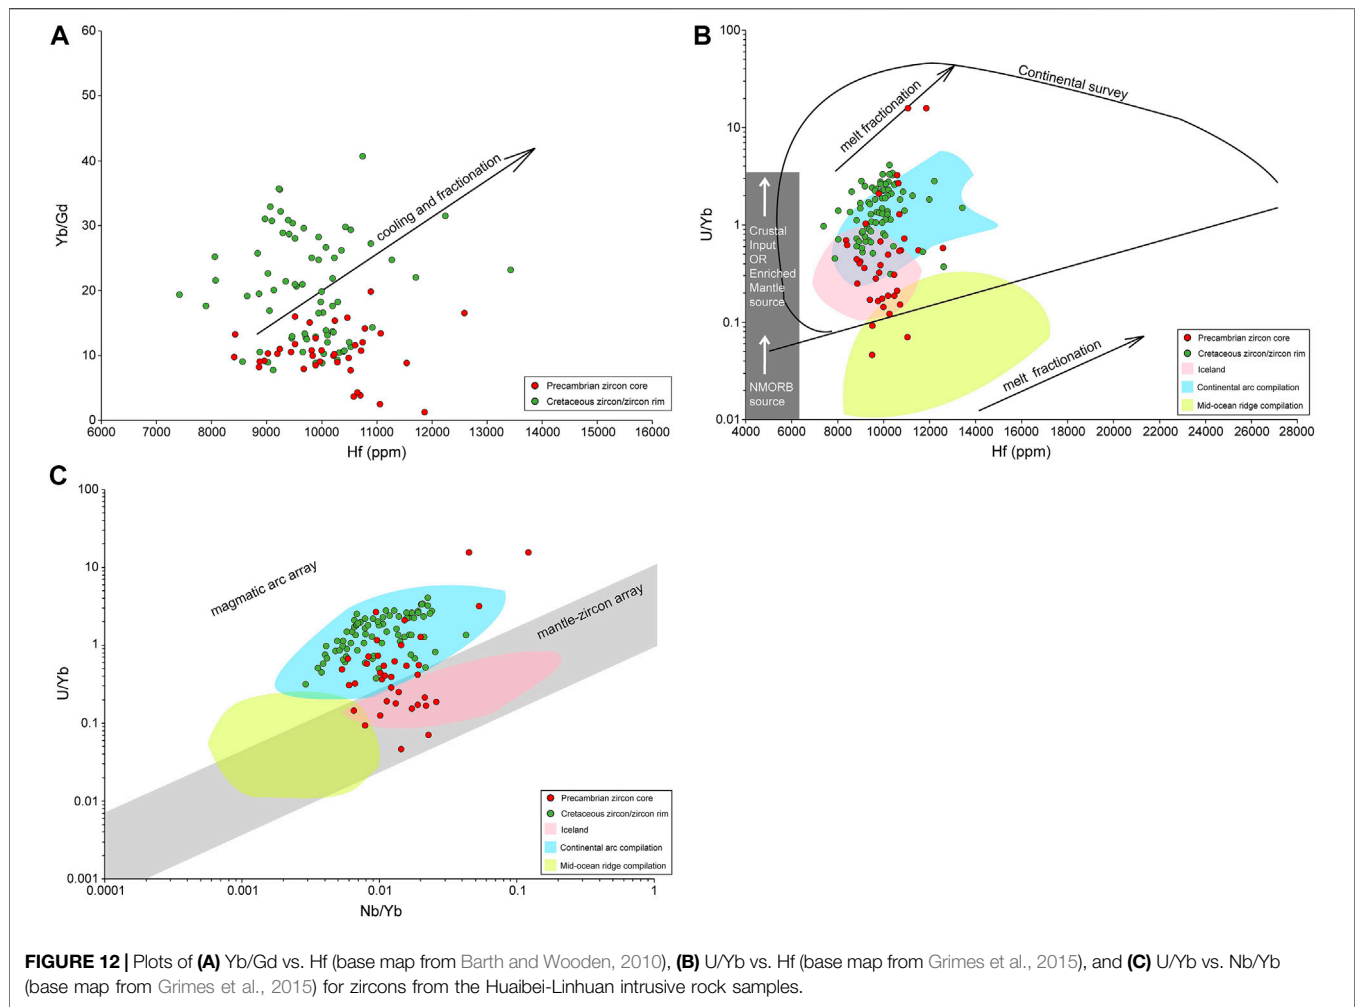 A
60
50
40
30
20
10
0
Yb/Gd
cooling and fractionation
Precambrian zircon core
Cretaceous zircon/zircon rim
6000 7000 8000 9000 10000 11000 12000 13000 14000 15000 16000
Hf (ppm)
B
100
10
1
0.1
0.01
U/Yb
melt fractionation
Continental survey
Crustal
Input
OR
Enriched
Mantle
source
NMORB
source
melt fractionation
Precambrian zircon core
Cretaceous zircon/zircon rim
Iceland
Continental arc compilation
Mid-ocean ridge compilation
4000 6000 8000 10000 12000 14000 16000 18000 20000 22000 24000 26000 28000
Hf (ppm)
C
100
10
1
0.1
0.01
0.001
U/Yb
magmatic arc array
mantle-zircon array
Precambrian zircon core
Cretaceous zircon/zircon rim
Iceland
Continental arc compilation
Mid-ocean ridge compilation
0.0001 0.001 0.01 0.1 1
Nb/Yb
FIGURE 12 | Plots of (A) Yb/Gd vs. Hf (base map from Barth and Wooden, 2010), (B) U/Yb vs. Hf (base map from Grimes et al., 2015), and (C) U/Yb vs. Nb/Yb
(base map from Grimes et al., 2015) for zircons from the Huaibei-Linhuan intrusive rock samples.